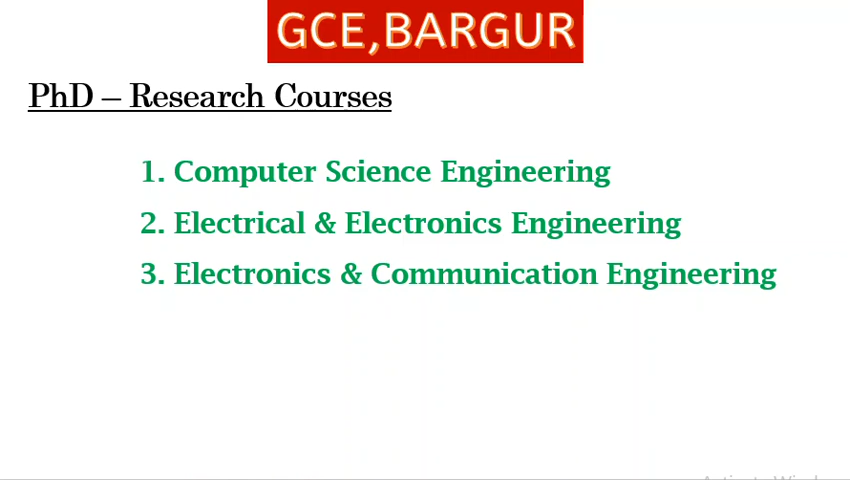 GCE,BARGUR
PhD – Research Courses
1. Computer Science Engineering
2. Electrical & Electronics Engineering
3. Electronics & Communication Engineering